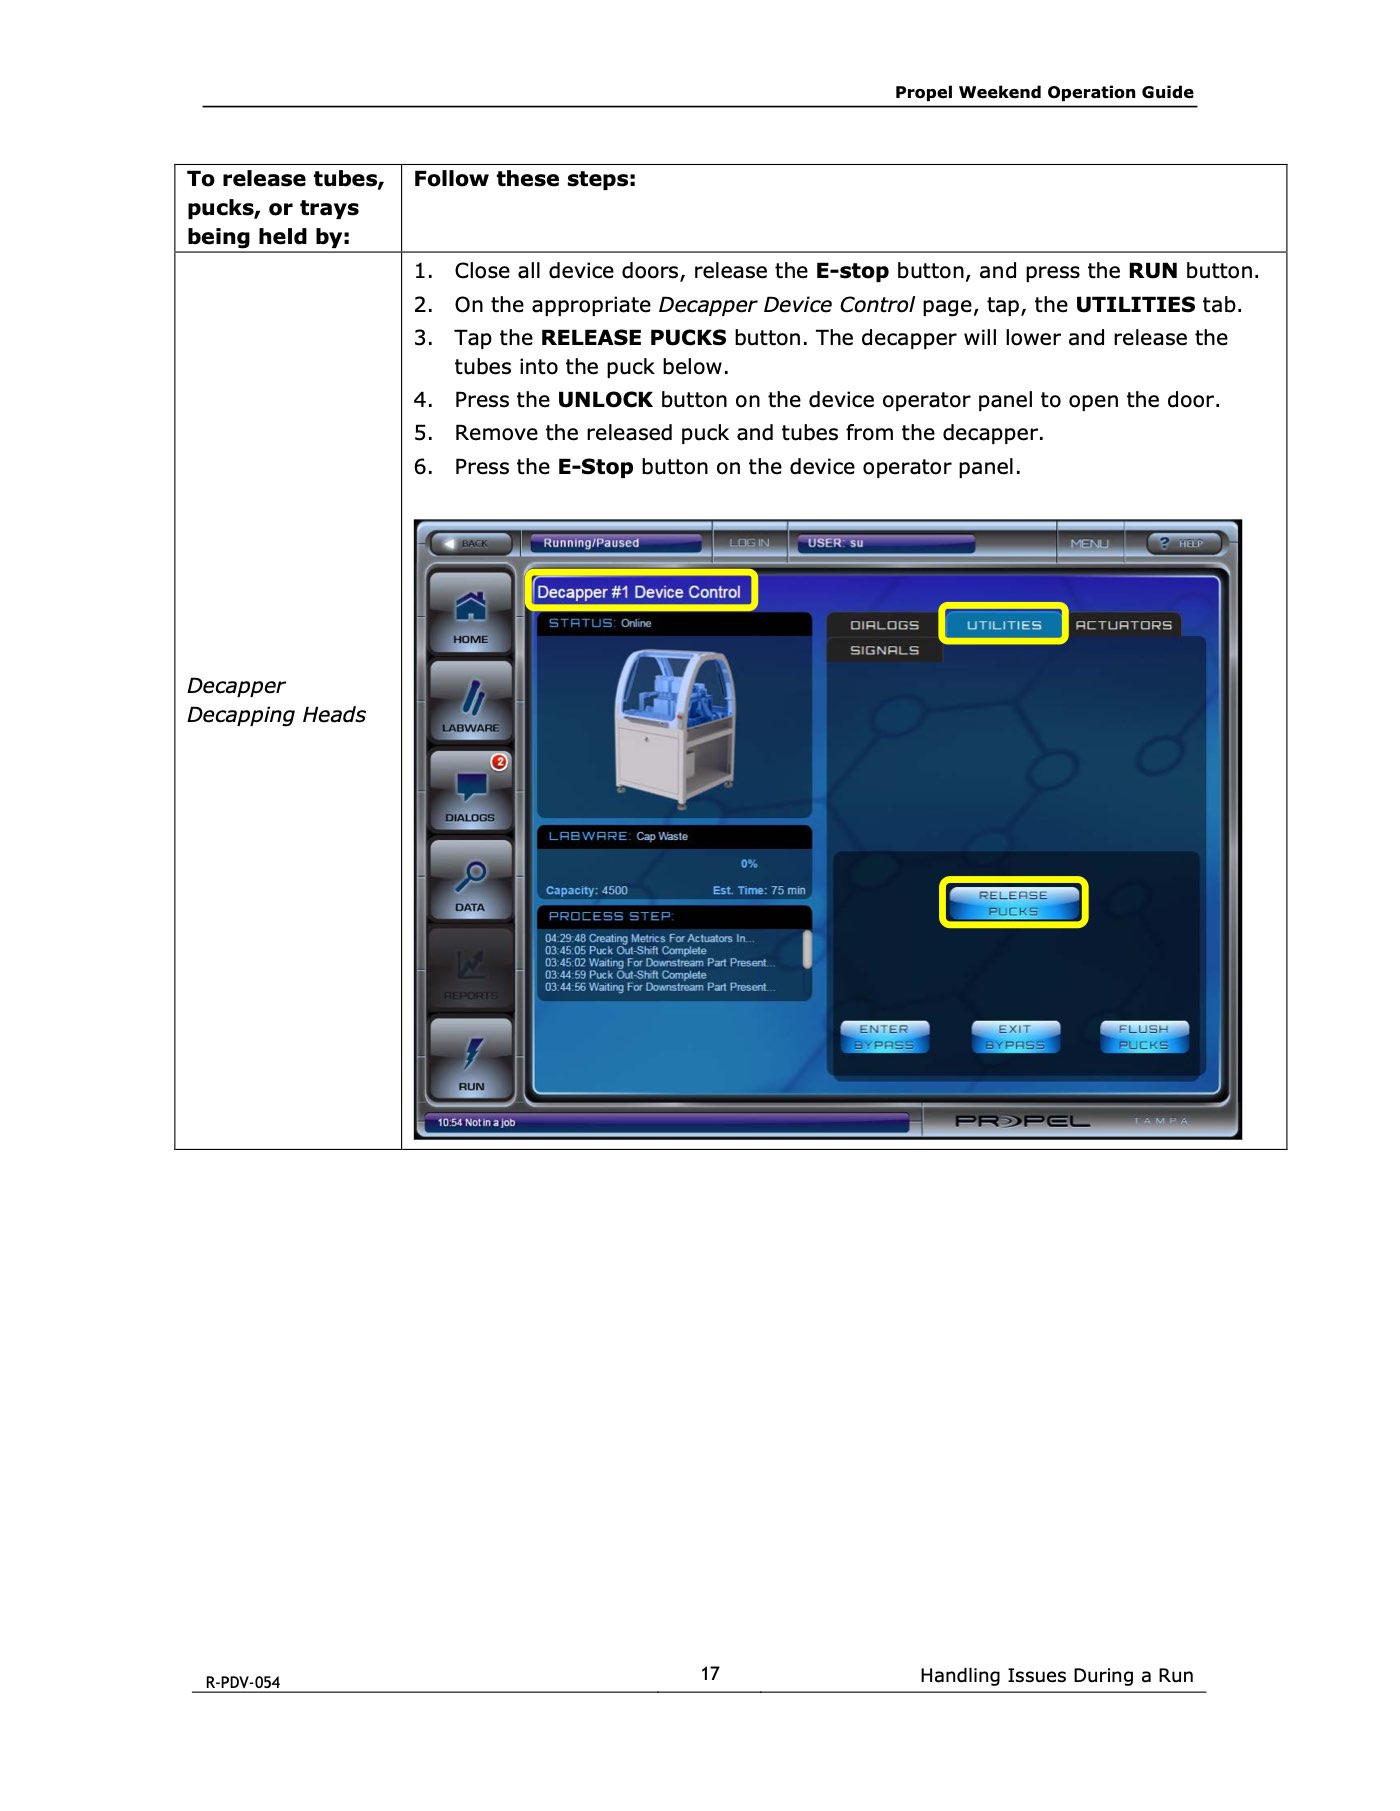 Propel Weekend Operation Guide
To release tubes,
pucks, or trays
being held by:
Follow these steps:
1. Close all device doors, release the E-stop button, and press the RUN button.
2. On the appropriate Decapper Device Control page, tap, the UTILITIES tab.
3. Tap the RELEASE PUCKS button. The decapper will lower and release the
tubes into the puck below.
4. Press the UNLOCK button on the device operator panel to open the door.
5. Remove the released puck and tubes from the decapper.
6. Press the E-Stop button on the device operator panel.
Decapper
Decapping Heads
BACK
Running/Paused
LOG IN
USER: su
MENU
? HELP
HOME
LABWARE
2
DIALOGS
DATA
REPORTS
RUN
Decapper #1 Device Control
STATUS: Online
LABWARE: Cap Waste
0%
Capacity: 4500
Est. Time: 75 min
PROCESS STEP:
04:29:48 Creating Metrics For Actuators In...
03:45:05 Puck Out-Shift Complete
03:45:02 Waiting For Downstream Part Present...
03:44:59 Puck Out-Shift Complete
03:44:56 Waiting For Downstream Part Present...
DIALOGS
UTILITIES
ACTUATORS
SIGNALS
RELEASE
PUCKS
ENTER
BYPASS
EXIT
BYPASS
FLUSH
PUCKS
10:54 Not in a job
PROPEL
TAMPA
R-PDV-054
17
Handling Issues During a Run